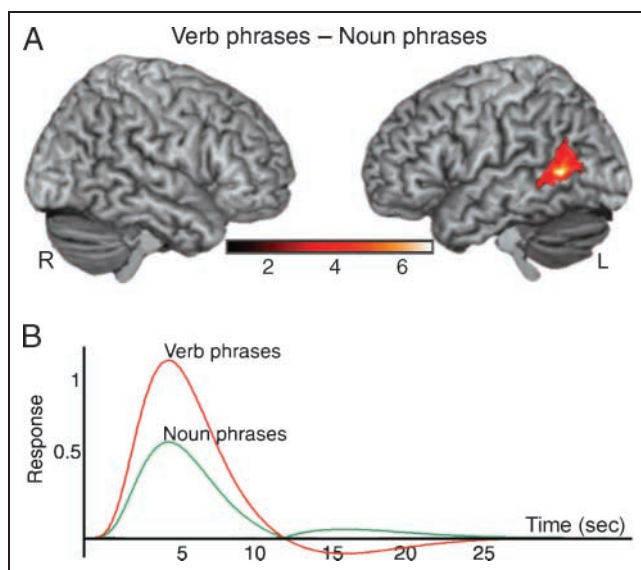 A
Verb phrases – Noun phrases
R
L
2 4 6
B
Verb phrases
1
Noun phrases
0.5
Response
Time (sec)
5 10 15 20 25